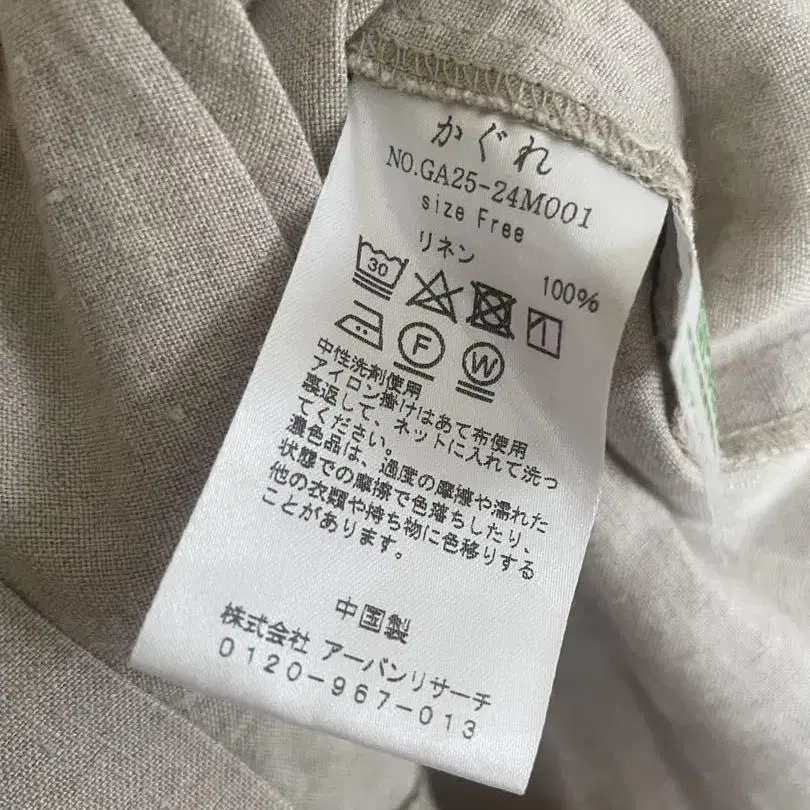 かぐれ
NO.GA25-24M001
size Free
リネン 100%
30
F W
中性洗剤使用
アイロン掛けはあて布使用
裏返して、ネットに入れて洗っ
てください。
濃色品は、過度の摩擦や濡れた
状態での摩擦で色落ちしたり、
他の衣類や持ち物に色移りする
ことがあります。
中国製
株式会社 アーバンリサーチ
0120-967-013